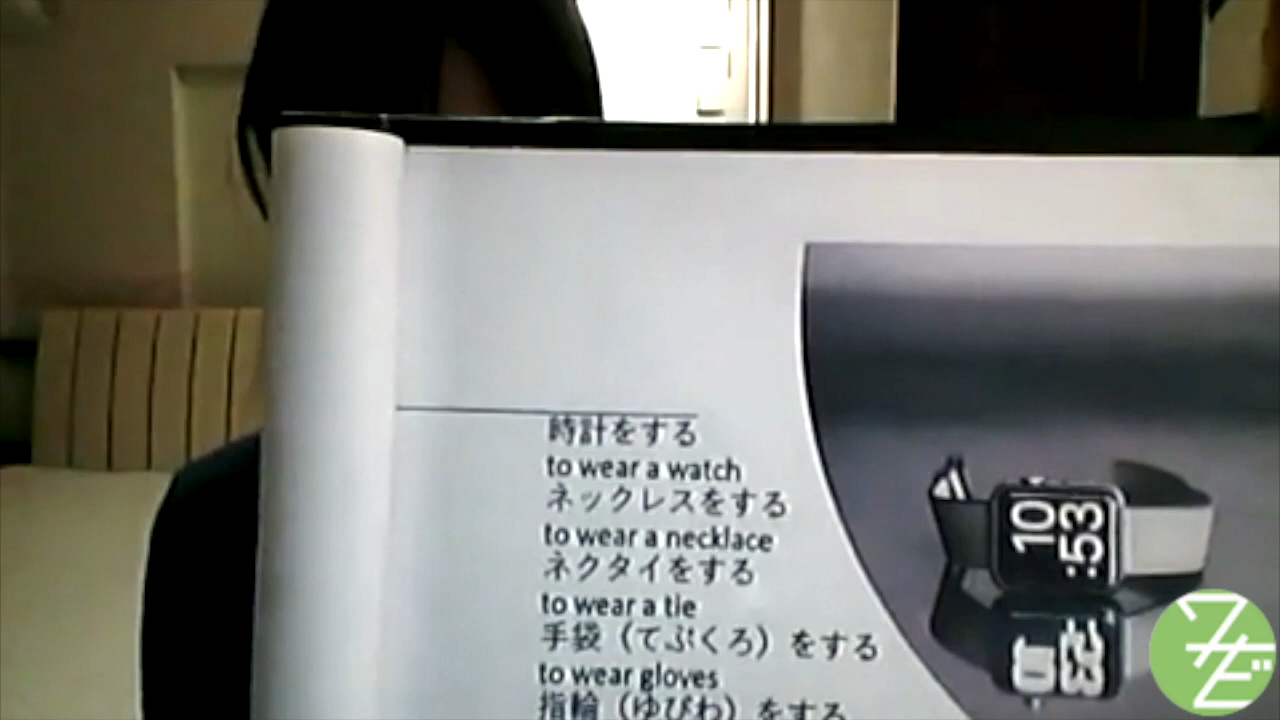 時計をする
to wear a watch
ネックレスをする
to wear a necklace
ネクタイをする
to wear a tie
手袋（てぶくろ）をする
to wear gloves
指輪（ゆびわ）をする
10
:53